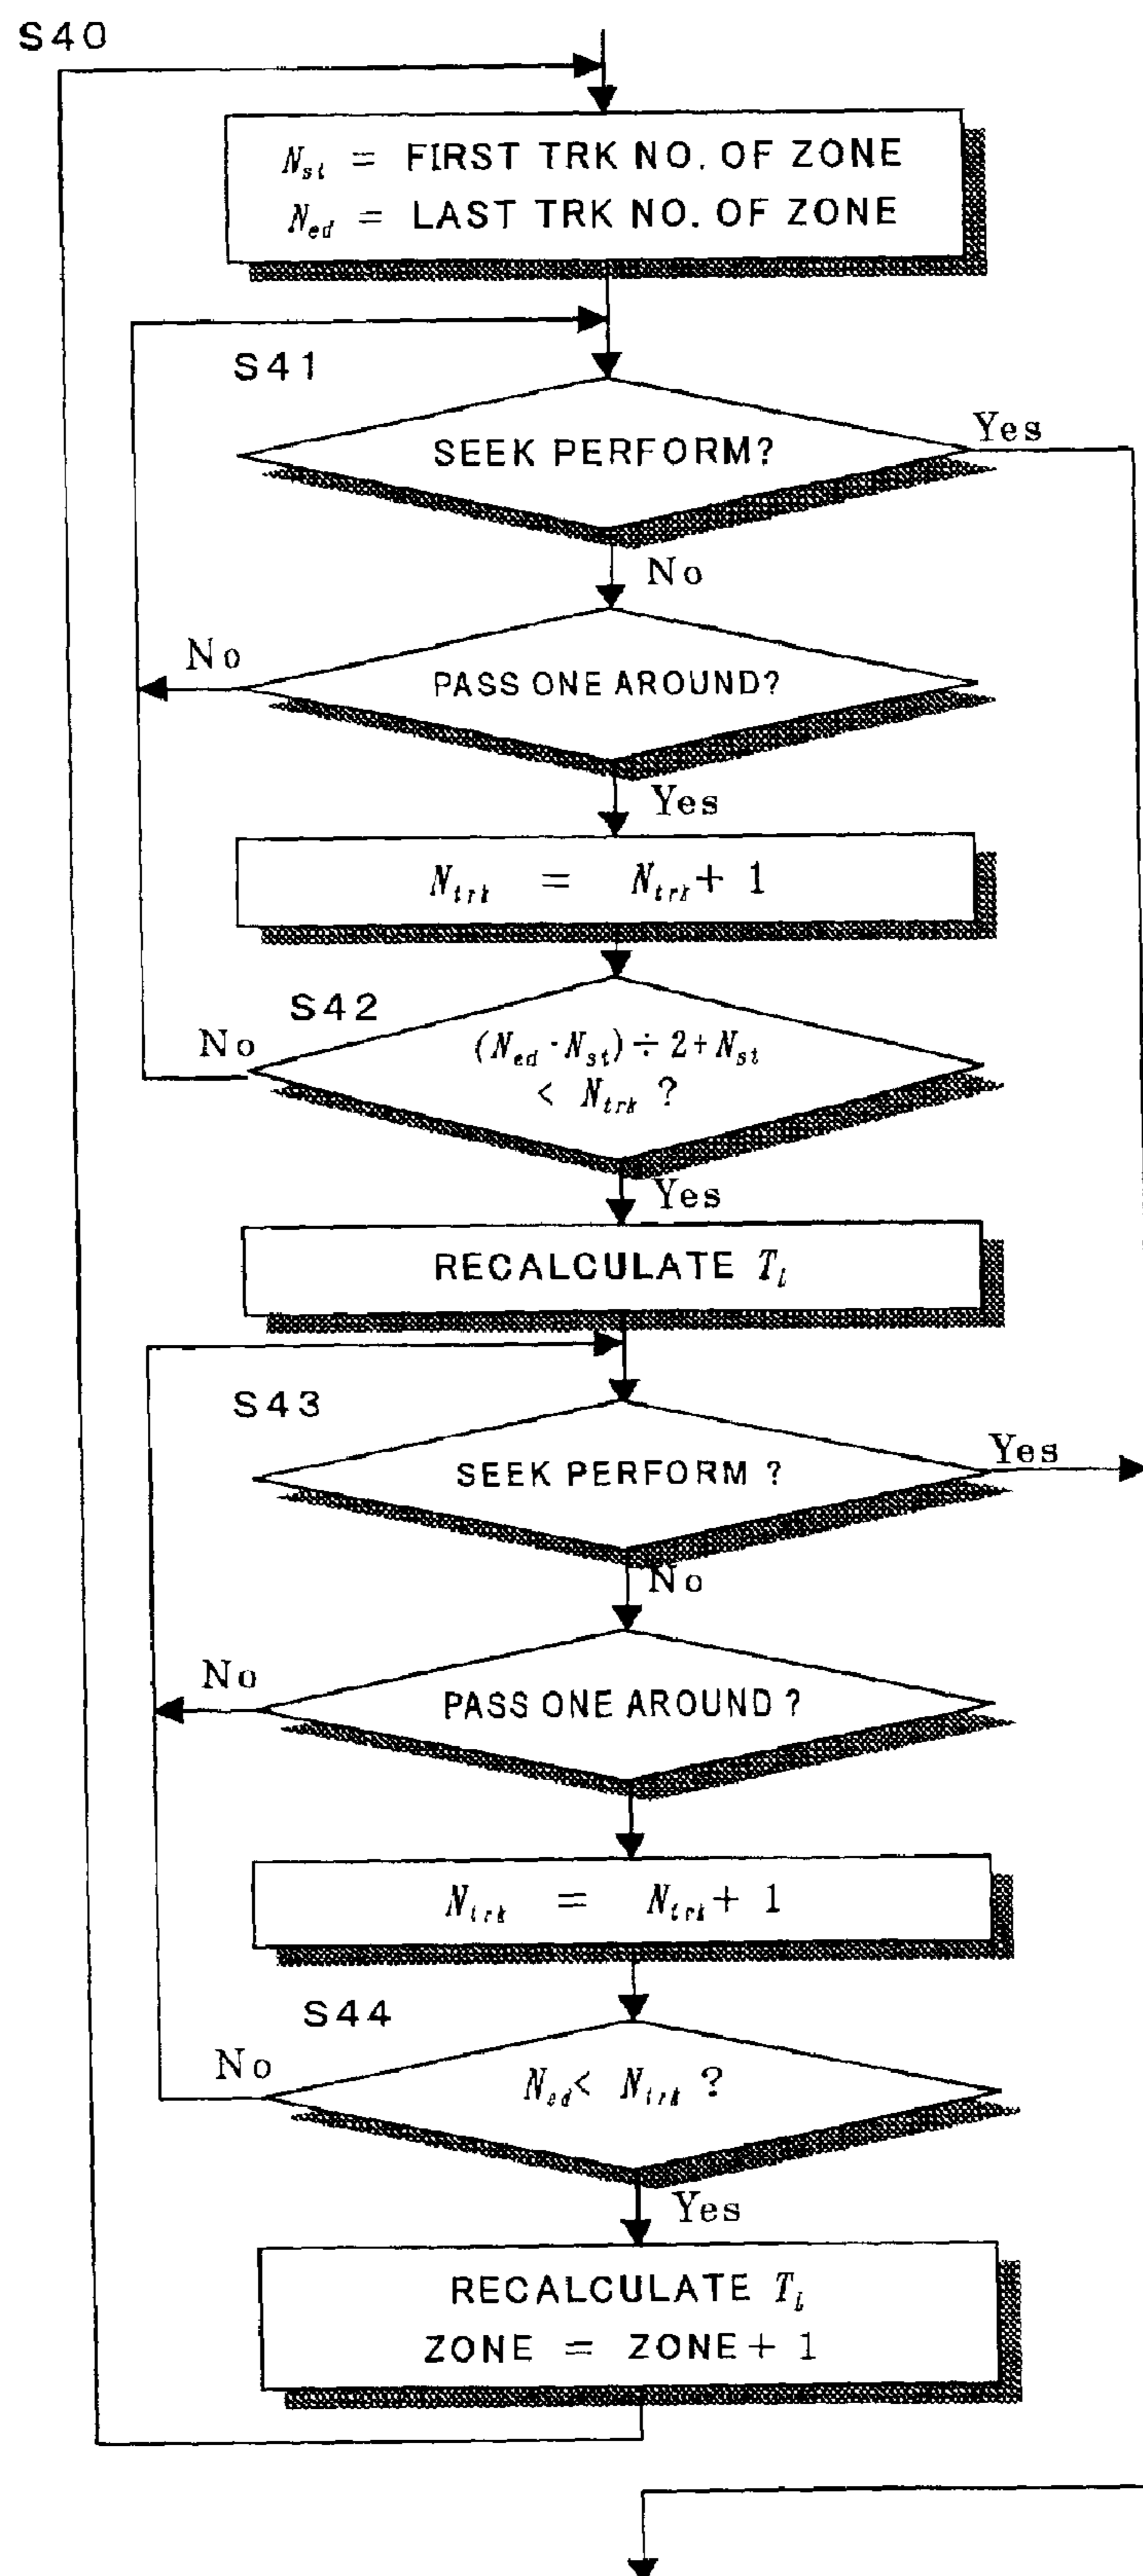 S40
N_st = FIRST TRK NO. OF ZONE
N_ed = LAST TRK NO. OF ZONE
S41
SEEK PERFORM?
Yes
No
No
PASS ONE AROUND?
Yes
N_trk = N_trk + 1
S42
No
(N_ed - N_st) ÷ 2 + N_st
< N_trk ?
Yes
RECALCULATE T_l
S43
SEEK PERFORM ?
Yes
No
No
PASS ONE AROUND ?
N_trk = N_trk + 1
S44
No
N_ed < N_trk ?
Yes
RECALCULATE T_l
ZONE = ZONE + 1